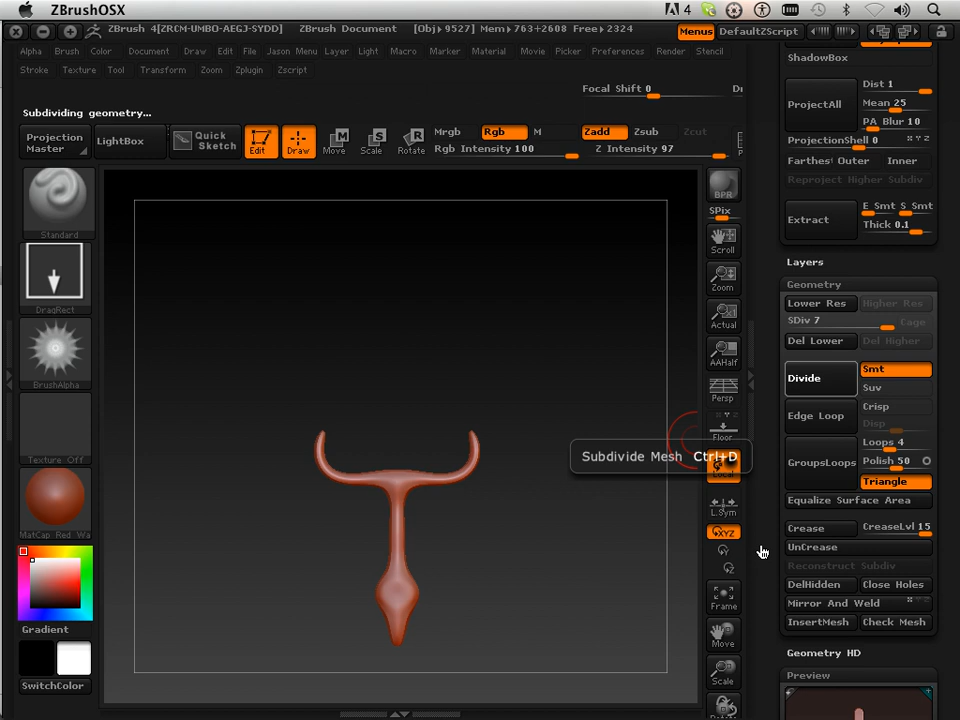 ZBrushOSX
4
ZBrush 4[ZRCM-UMBO-AEGJ-SYDD] ZBrush Document [Obj▸9527] Mem▸763+2608 Free▸2324 Menus DefaultZScript
Alpha Brush Color Document Draw Edit File Jason Menu Layer Light Macro Marker Material Movie Picker Preferences Render Stencil
Stroke Texture Tool Transform Zoom Zplugin Zscript
Subdividing geometry...
Focal Shift 0
Projection Master
LightBox
Quick Sketch
Edit Draw Move Scale Rotate
Mrgb Rgb M
Rgb Intensity 100
Zadd Zsub Zcut
Z Intensity 97
Standard
DragRect
BrushAlpha
Texture Off
MatCap Red Wa
Gradient
SwitchColor
BPR
SPix
Scroll
Zoom
Actual
AAHalf
Persp
Floor
Local
L.Sym
XYZ
Frame
Move
Scale
Subdivide Mesh Ctrl+D
ShadowBox
ProjectAll
Dist 1
Mean 25
PA Blur 10
ProjectionShell 0
Farthest Outer Inner
Reproject Higher Subdiv
Extract
E Smt S Smt
Thick 0.1
Layers
Geometry
Lower Res Higher Res
SDiv 7 Cage
Del Lower Del Higher
Divide
Smt
Suv
Edge Loop
Crisp
Disp
GroupsLoops
Loops 4
Polish 50
Triangle
Equalize Surface Area
Crease CreaseLvl 15
UnCrease
Reconstruct Subdiv
DelHidden Close Holes
Mirror And Weld
InsertMesh Check Mesh
Geometry HD
Preview